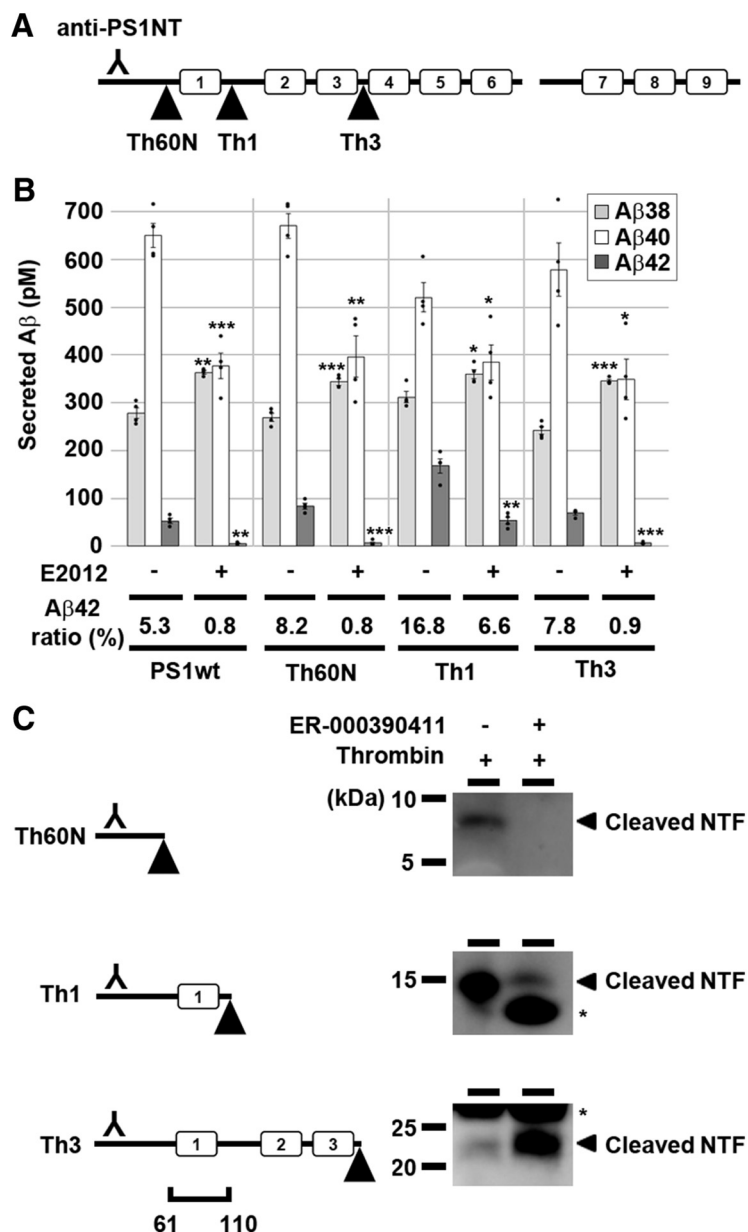 A anti-PS1NT
1 2 3 4 5 6 7 8 9
Th60N Th1 Th3
B
Secreted Aβ (pM)
700
600
500
400
300
200
100
0
Aβ38
Aβ40
Aβ42
** *** ** *** ** *** * * ** *** * ***
E2012 - + - + - + - +
Aβ42 ratio (%) 5.3 0.8 8.2 0.8 16.8 6.6 7.8 0.9
PS1wt Th60N Th1 Th3
C
ER-000390411 - +
Thrombin + +
(kDa) 10
Th60N Cleaved NTF
5
Th1 1 15 Cleaved NTF
*
*
25
Th3 1 2 3 Cleaved NTF
20
61 110